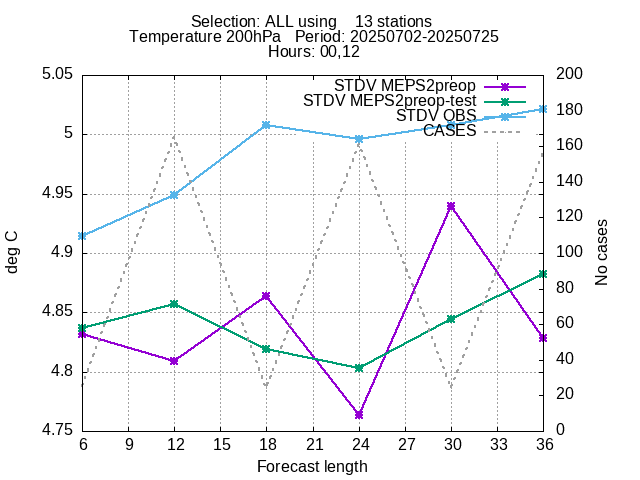 Selection: ALL using    13 stations
Temperature 200hPa   Period: 20250702-20250725
Hours: 00,12
STDV MEPS2preop
STDV MEPS2preop-test
STDV OBS
CASES
5.05
5
4.95
4.9
4.85
4.8
4.75
200
180
160
140
120
100
80
60
40
20
0
deg C
No cases
6 9 12 15 18 21 24 27 30 33 36
Forecast length